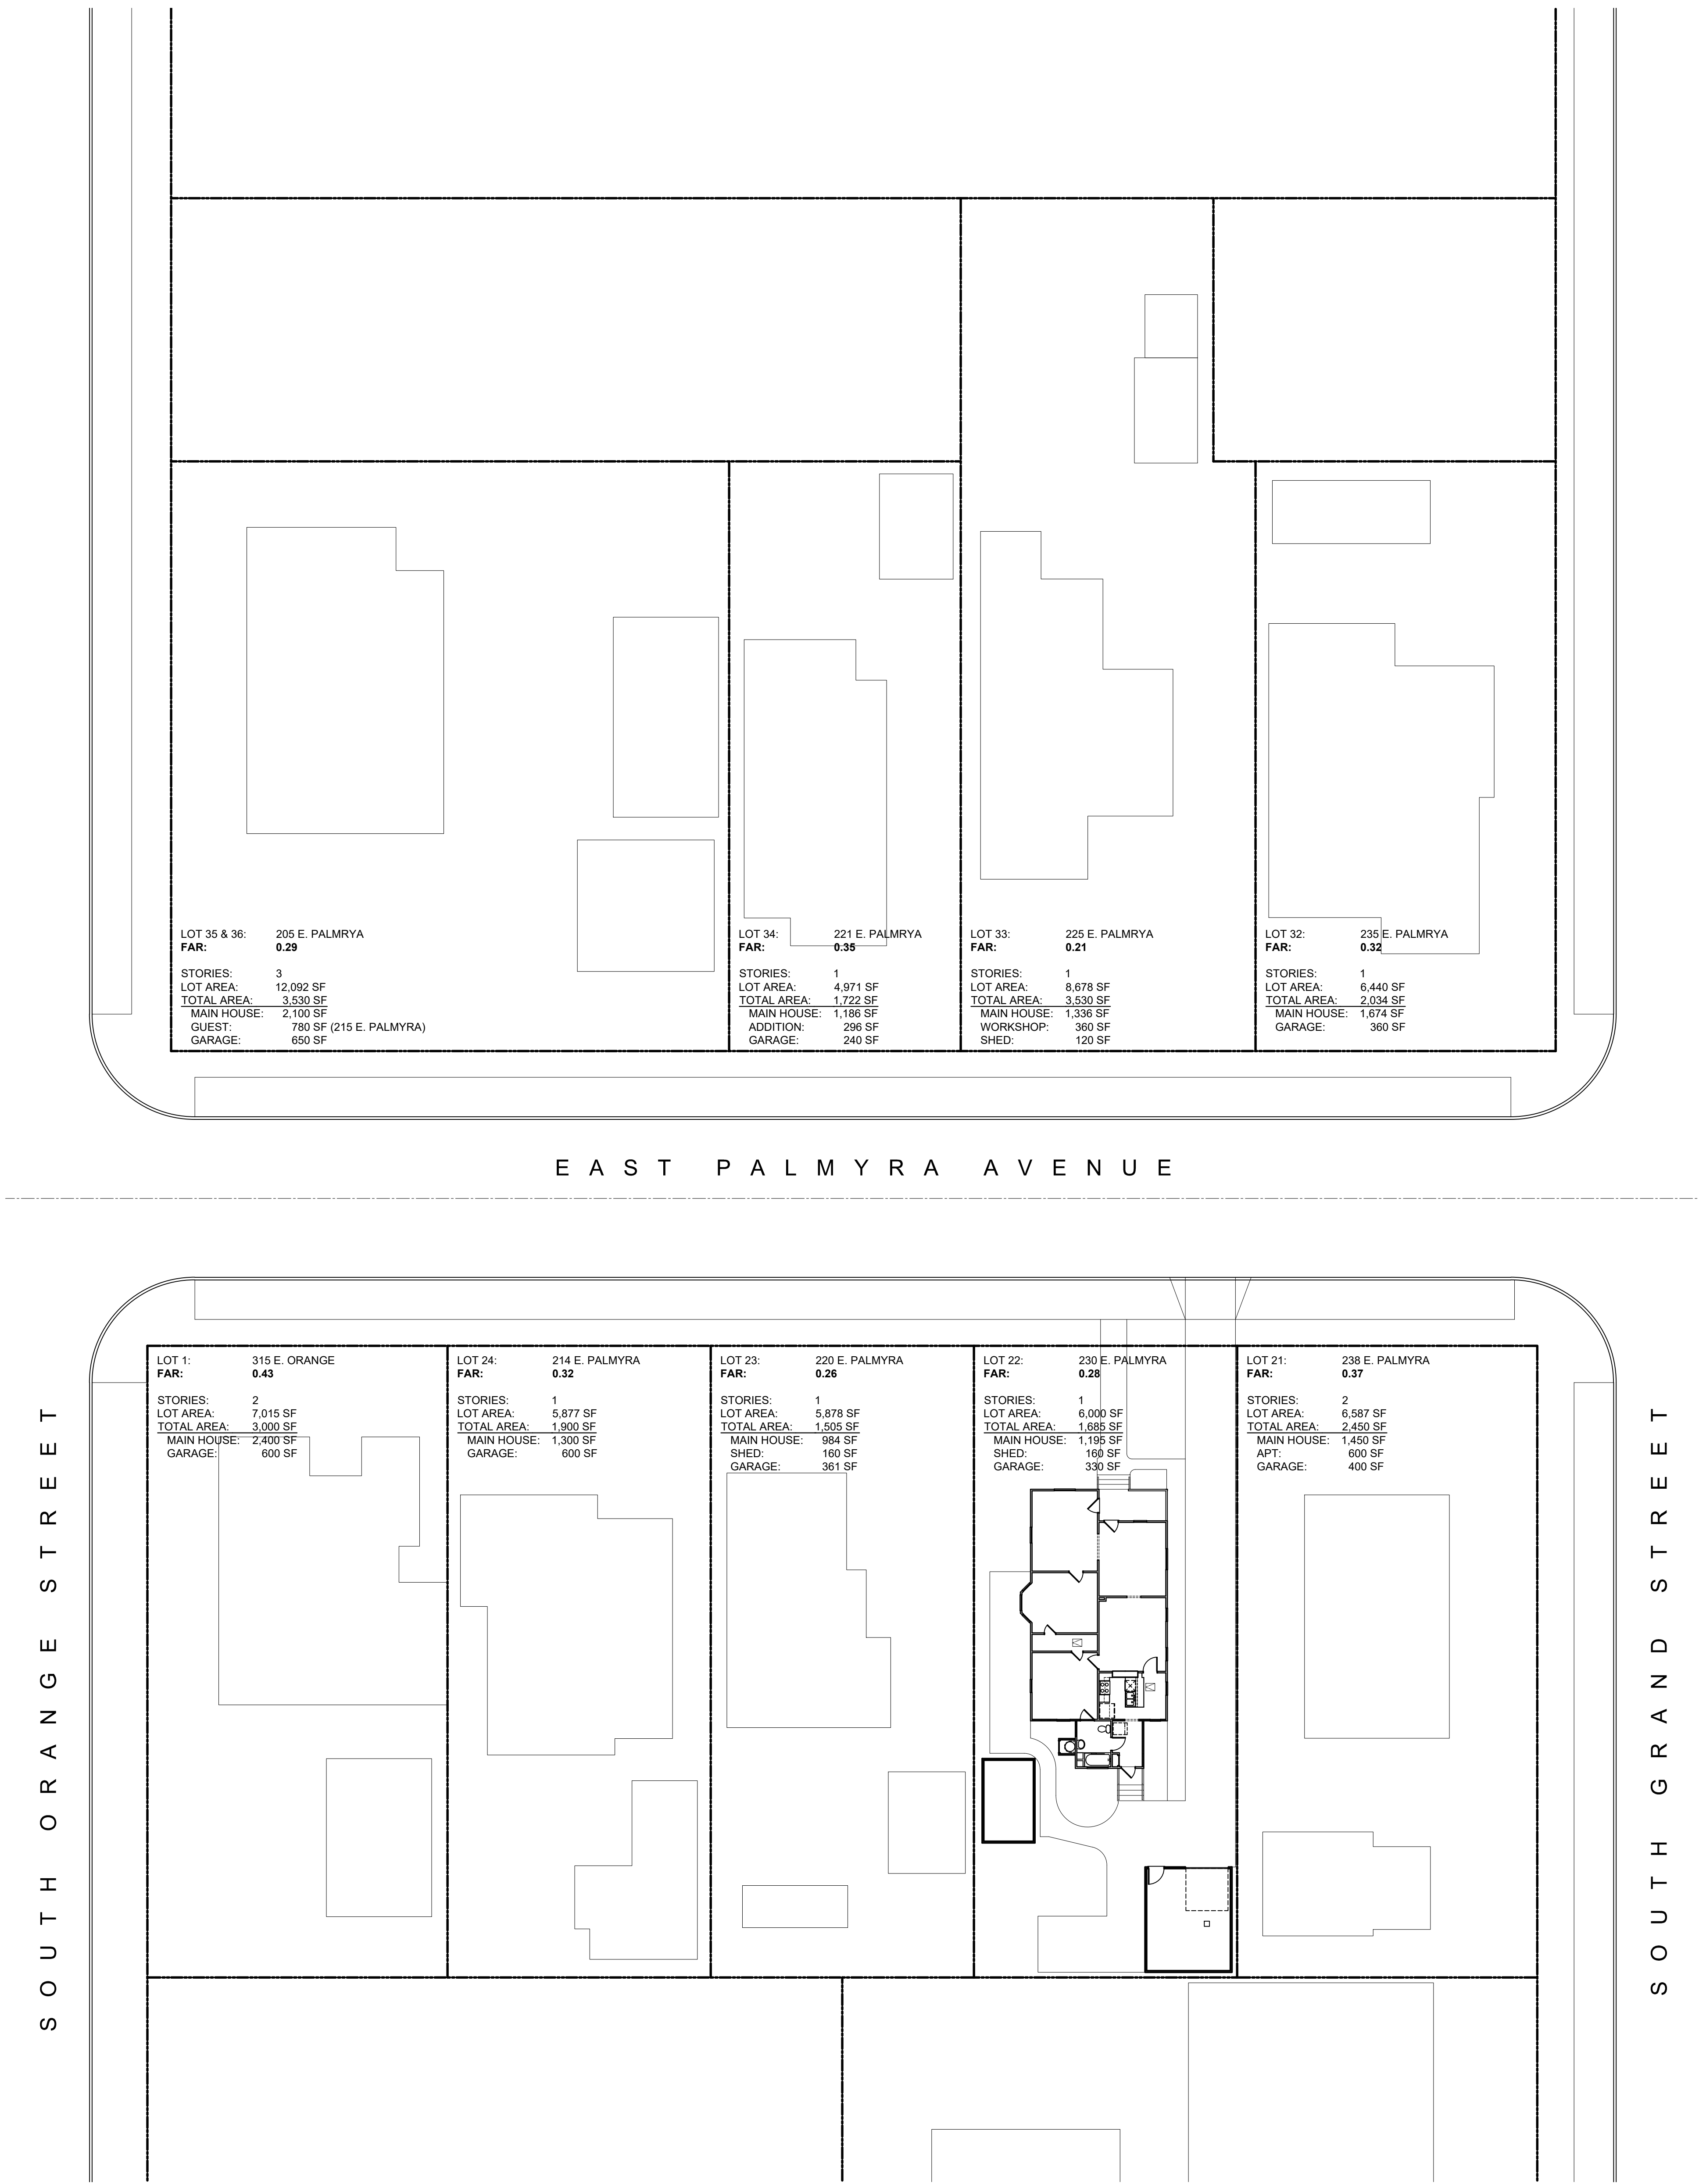 LOT 35 & 36: 205 E. PALMRYA
FAR: 0.29
STORIES: 3
LOT AREA: 12,092 SF
TOTAL AREA: 3,530 SF
MAIN HOUSE: 2,100 SF
GUEST: 780 SF (215 E. PALMYRA)
GARAGE: 650 SF
LOT 34: 221 E. PALMRYA
FAR: 0.35
STORIES: 1
LOT AREA: 4,971 SF
TOTAL AREA: 1,722 SF
MAIN HOUSE: 1,186 SF
ADDITION: 296 SF
GARAGE: 240 SF
LOT 33: 225 E. PALMRYA
FAR: 0.21
STORIES: 1
LOT AREA: 8,678 SF
TOTAL AREA: 3,530 SF
MAIN HOUSE: 1,336 SF
WORKSHOP: 360 SF
SHED: 120 SF
LOT 32: 235 E. PALMRYA
FAR: 0.32
STORIES: 1
LOT AREA: 6,440 SF
TOTAL AREA: 2,034 SF
MAIN HOUSE: 1,674 SF
GARAGE: 360 SF
EAST PALMYRA AVENUE
LOT 1: 315 E. ORANGE
FAR: 0.43
STORIES: 2
LOT AREA: 7,015 SF
TOTAL AREA: 3,000 SF
MAIN HOUSE: 2,400 SF
GARAGE: 600 SF
LOT 24: 214 E. PALMYRA
FAR: 0.32
STORIES: 1
LOT AREA: 5,877 SF
TOTAL AREA: 1,900 SF
MAIN HOUSE: 1,300 SF
GARAGE: 600 SF
LOT 23: 220 E. PALMYRA
FAR: 0.26
STORIES: 1
LOT AREA: 5,878 SF
TOTAL AREA: 1,505 SF
MAIN HOUSE: 984 SF
SHED: 160 SF
GARAGE: 361 SF
LOT 22: 230 E. PALMYRA
FAR: 0.28
STORIES: 1
LOT AREA: 6,000 SF
TOTAL AREA: 1,685 SF
MAIN HOUSE: 1,195 SF
SHED: 160 SF
GARAGE: 330 SF
LOT 21: 238 E. PALMYRA
FAR: 0.37
STORIES: 2
LOT AREA: 6,587 SF
TOTAL AREA: 2,450 SF
MAIN HOUSE: 1,450 SF
APT: 600 SF
GARAGE: 400 SF
SOUTH ORANGE STREET
SOUTH GRAND STREET